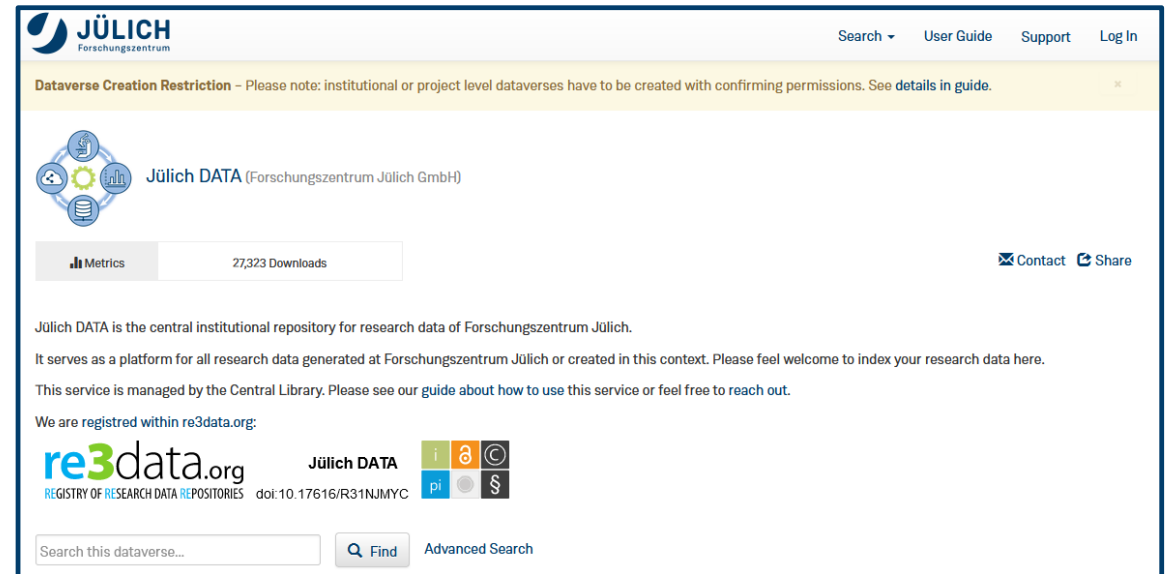 JÜLICH
Forschungszentrum
Search
User Guide
Support
Log In
Dataverse Creation Restriction – Please note: institutional or project level dataverses have to be created with confirming permissions. See details in guide.
Jülich DATA (Forschungszentrum Jülich GmbH)
Metrics
27,323 Downloads
Contact
Share
Jülich DATA is the central institutional repository for research data of Forschungszentrum Jülich.
It serves as a platform for all research data generated at Forschungszentrum Jülich or created in this context. Please feel welcome to index your research data here.
This service is managed by the Central Library. Please see our guide about how to use this service or feel free to reach out.
We are registred within re3data.org:
re3data.org
REGISTRY OF RESEARCH DATA REPOSITORIES
Jülich DATA
doi:10.17616/R31NJMYC
i
©
pi
§
Search this dataverse...
Find
Advanced Search